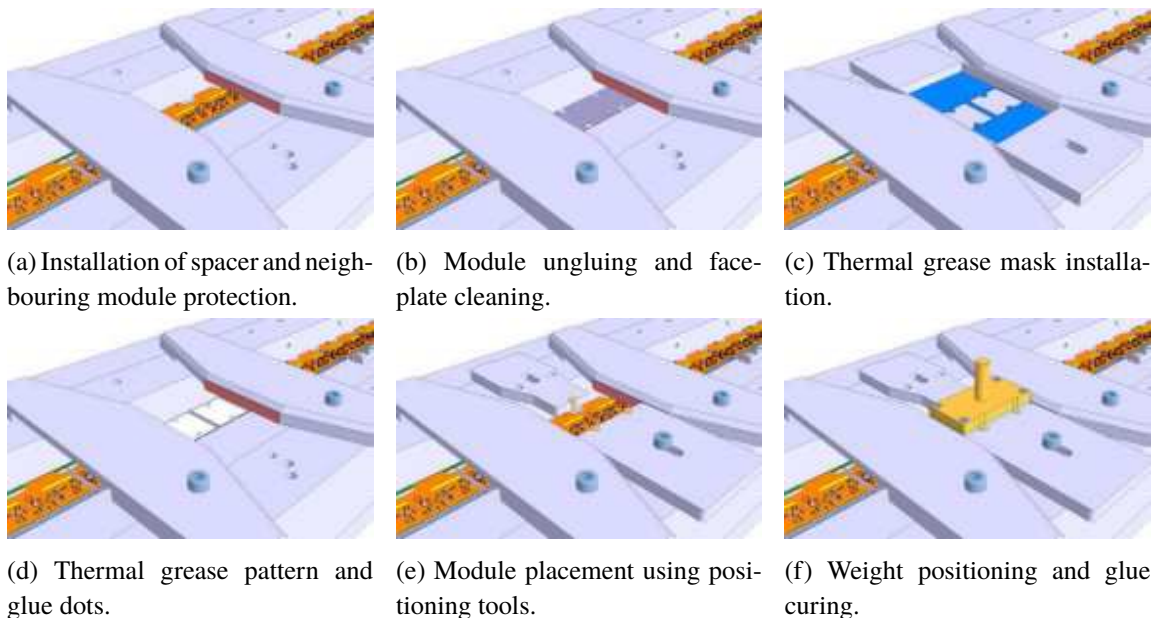 (a) Installation of spacer and neigh-
bouring module protection.
(b) Module ungluing and face-
plate cleaning.
(c) Thermal grease mask installa-
tion.
(d) Thermal grease pattern and
glue dots.
(e) Module placement using posi-
tioning tools.
(f) Weight positioning and glue
curing.